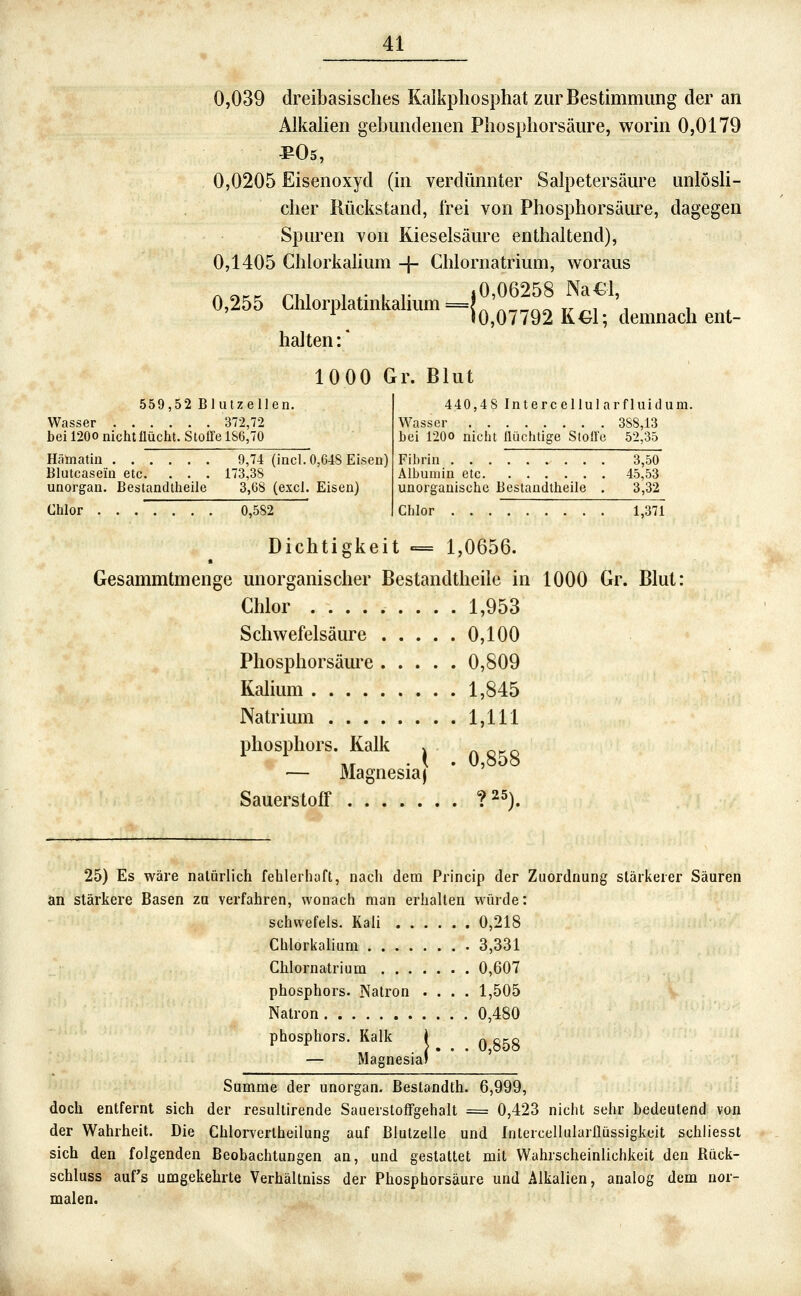 41
0,039 dreibasisches Kalkphosphat zur Bestimmung der an
Alkalien gebundenen Phosphorsäure, worin 0,0179
P̶O5,
0,0205 Eisenoxyd (in verdünnter Salpetersäure unlösli-
cher Rückstand, frei von Phosphorsäure, dagegen
Spuren von Kieselsäure enthaltend),
0,1405 Chlorkalium + Chlornatrium, woraus
0,255 Chlorplatinkalium = { 0,06258 Na€l,
0,07792 K€l; demnach ent-
halten:
1000 Gr. Blut
559,52 Blutzellen.
Wasser . . . . . . 372,72
bei 120° nicht flücht. Stoffe 186,70
Hämatin . . . . . . 9,74 (incl. 0,648 Eisen)
Blutcaseïn etc. . . . 173,38
unorgan. Bestandtheile 3,68 (excl. Eisen)
Chlor . . . . . . . 0,582
440,48 Intercellularfluidum.
Wasser . . . . . . . . 388,13
bei 120° nicht flüchtige Stoffe 52,35
Fibrin . . . . . . . . . 3,50
Albumin etc. . . . . . . 45,53
unorganische Bestandtheile . 3,32
Chlor . . . . . . . . . 1,371
Dichtigkeit = 1,0656.
Gesammtmenge unorganischer Bestandtheile in 1000 Gr. Blut:
Chlor . . . . . . . . . 1,953
Schwefelsäure . . . . . 0,100
Phosphorsäure . . . . . 0,809
Kalium . . . . . . . . . 1,845
Natrium . . . . . . . . 1,111
phosphors. Kalk } . 0,858
— Magnesia
Sauerstoff . . . . . . . ? 25).
25) Es wäre natürlich fehlerhaft, nach dem Princip der Zuordnung stärkerer Säuren
an stärkere Basen zu verfahren, wonach man erhalten würde:
schwefels. Kali . . . . . . 0,218
Chlorkalium . . . . . . . . 3,331
Chlornatrium . . . . . . . 0,607
phosphors. Natron . . . . 1,505
Natron . . . . . . . . . . . 0,480
phosphors. Kalk } . . . 0,858
— Magnesia
Summe der unorgan. Bestandth. 6,999,
doch entfernt sich der resultirende Sauerstoffgehalt = 0,423 nicht sehr bedeutend von
der Wahrheit. Die Chlorvertheilung auf Blutzelle und Intercellularflüssigkeit schliesst
sich den folgenden Beobachtungen an, und gestattet mit Wahrscheinlichkeit den Rück-
schluss auf's umgekehrte Verhältniss der Phosphorsäure und Alkalien, analog dem nor-
malen.